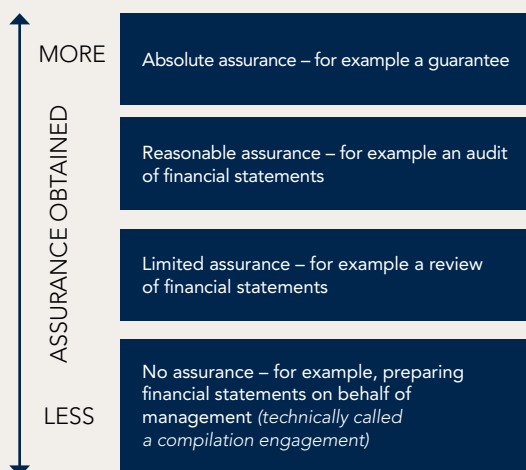 MORE
Absolute assurance – for example a guarantee
ASSURANCE OBTAINED
Reasonable assurance – for example an audit
of financial statements
Limited assurance – for example a review
of financial statements
No assurance – for example, preparing
financial statements on behalf of
management (technically called
a compilation engagement)
LESS